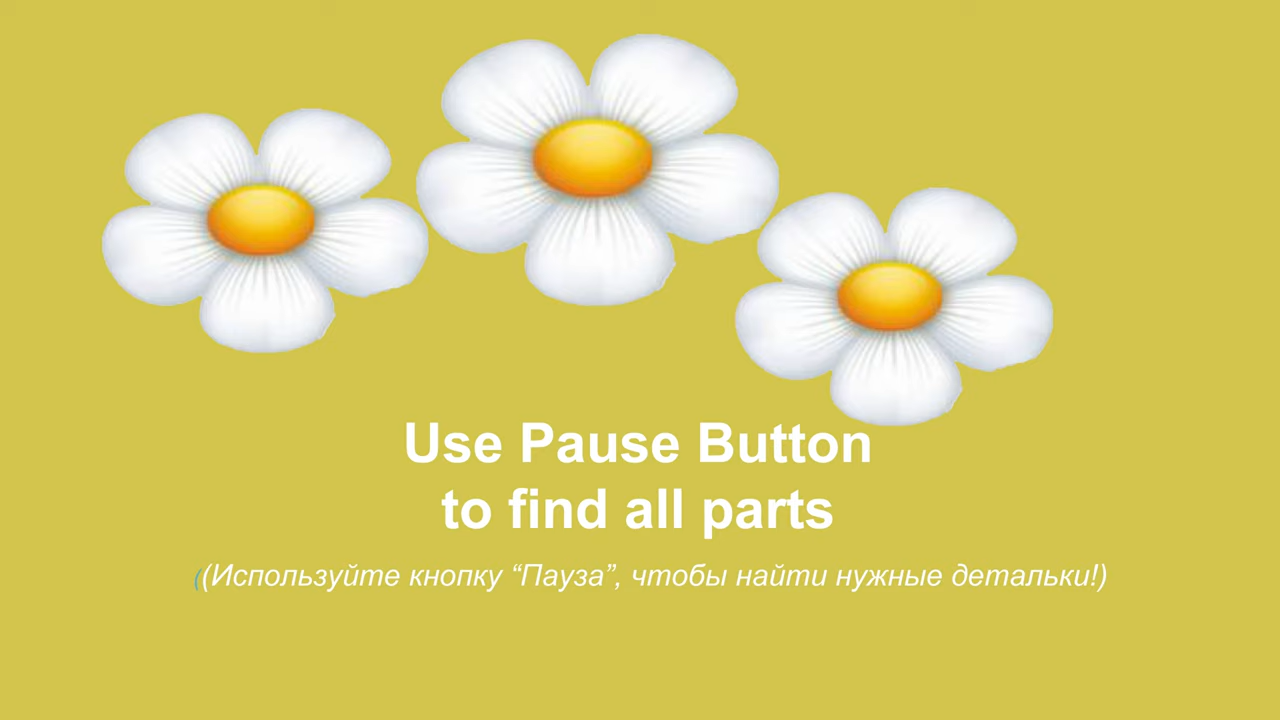 Use Pause Button
to find all parts
((Используйте кнопку “Пауза”, чтобы найти нужные детальки!)